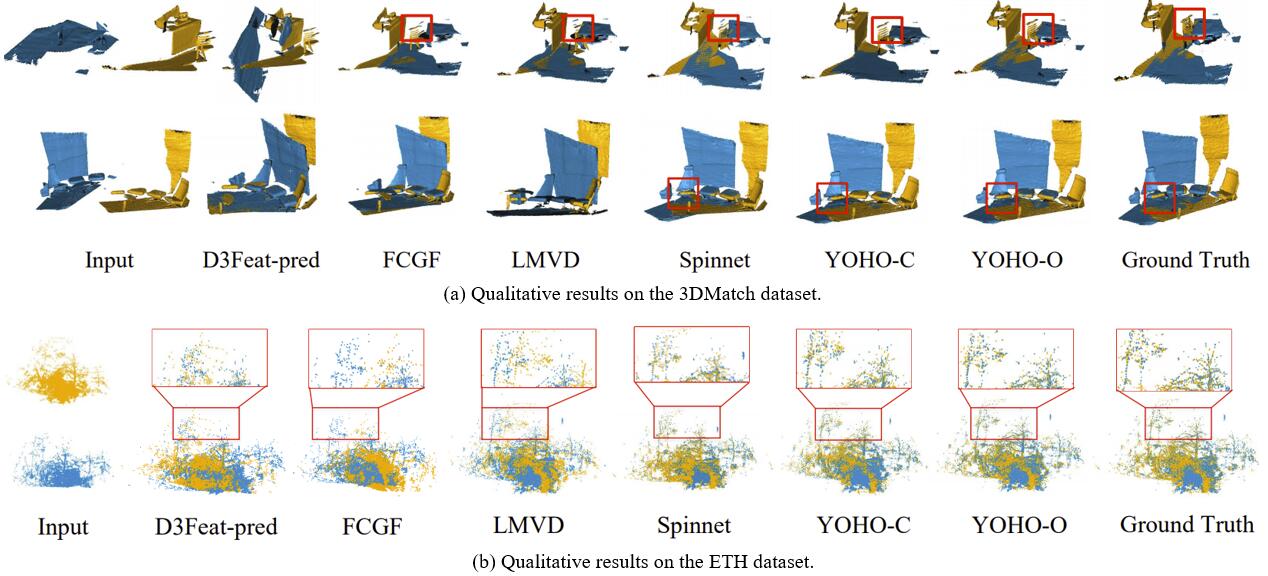 Input D3Feat-pred FCGF LMVD Spinnet YOHO-C YOHO-O Ground Truth
(a) Qualitative results on the 3DMatch dataset.
Input D3Feat-pred FCGF LMVD Spinnet YOHO-C YOHO-O Ground Truth
(b) Qualitative results on the ETH dataset.